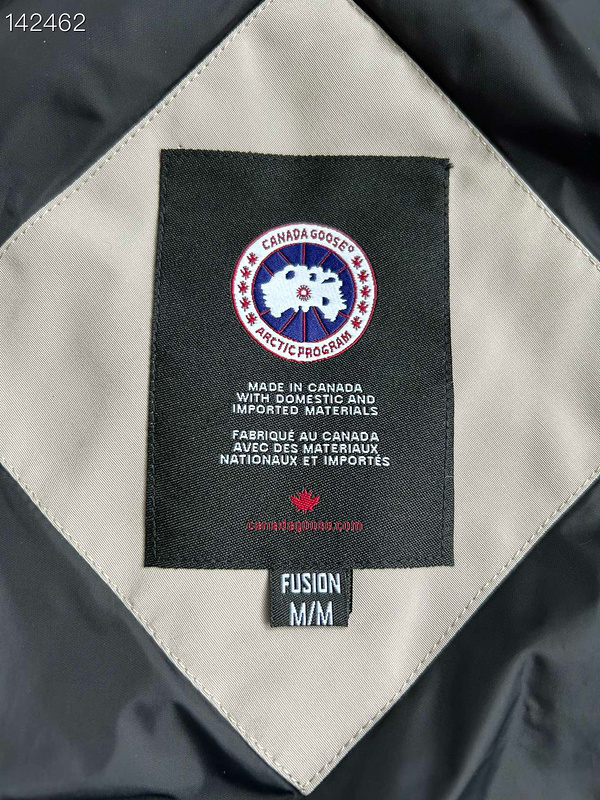 142462
CANADA GOOSE®
ARCTIC PROGRAM
MADE IN CANADA
WITH DOMESTIC AND
IMPORTED MATERIALS
FABRIQUÉ AU CANADA
AVEC DES MATERIAUX
NATIONAUX ET IMPORTÉS
canadagoose.com
FUSION
M/M